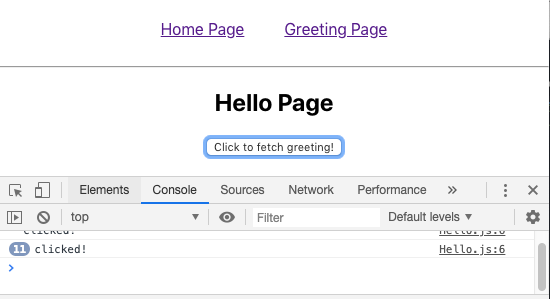 Home Page Greeting Page
Hello Page
Click to fetch greeting!
Elements Console Sources Network Performance »
top Filter Default levels
clicked! Hello.js:6
11 clicked! Hello.js:6